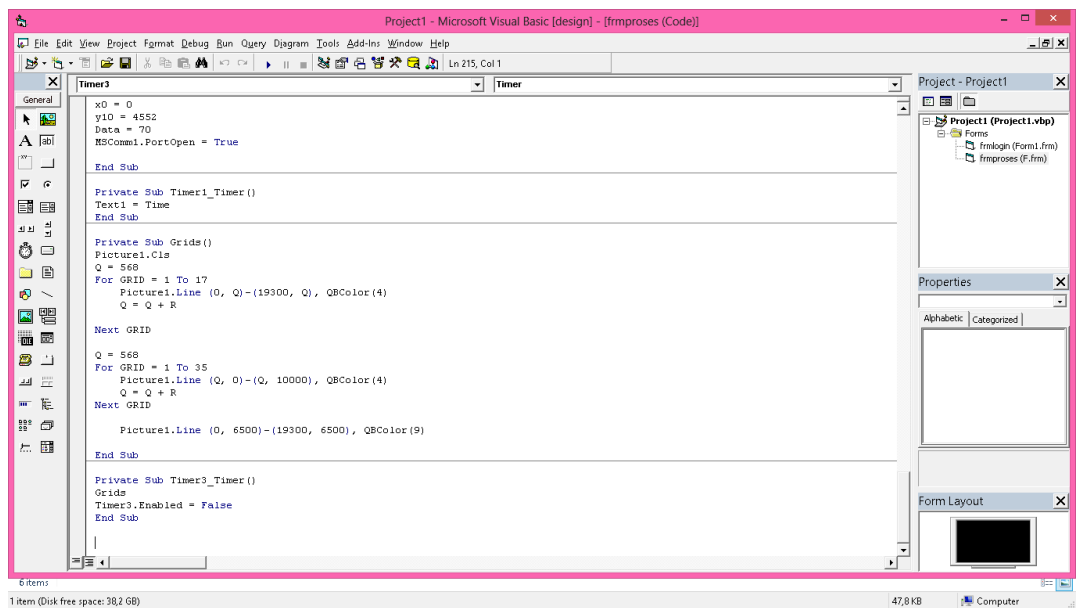 Project1 - Microsoft Visual Basic [design] - [frmproses (Code)]
File Edit View Project Format Debug Run Query Diagram Tools Add-Ins Window Help
Ln 215, Col 1
General
A
ab|
xv
Timer3
Timer
x0 = 0
y10 = 4552
Data = 70
MSComm1.PortOpen = True
End Sub
Private Sub Timer1_Timer()
Text1 = Time
End Sub
Private Sub Grids()
Picture1.Cls
Q = 568
For GRID = 1 To 17
Picture1.Line (0, Q)-(19300, Q), QBColor(4)
Q = Q + R
Next GRID
Q = 568
For GRID = 1 To 35
Picture1.Line (Q, 0)-(Q, 10000), QBColor(4)
Q = Q + R
Next GRID
Picture1.Line (0, 6500)-(19300, 6500), QBColor(9)
End Sub
Private Sub Timer3_Timer()
Grids
Timer3.Enabled = False
End Sub
Project - Project1
Project1 (Project1.vbp)
Forms
frmlogin (Form1.frm)
frmproses (F.frm)
Properties
Alphabetic Categorized
Form Layout
6 items
1 item (Disk free space: 38,2 GB)
47,8 KB
Computer